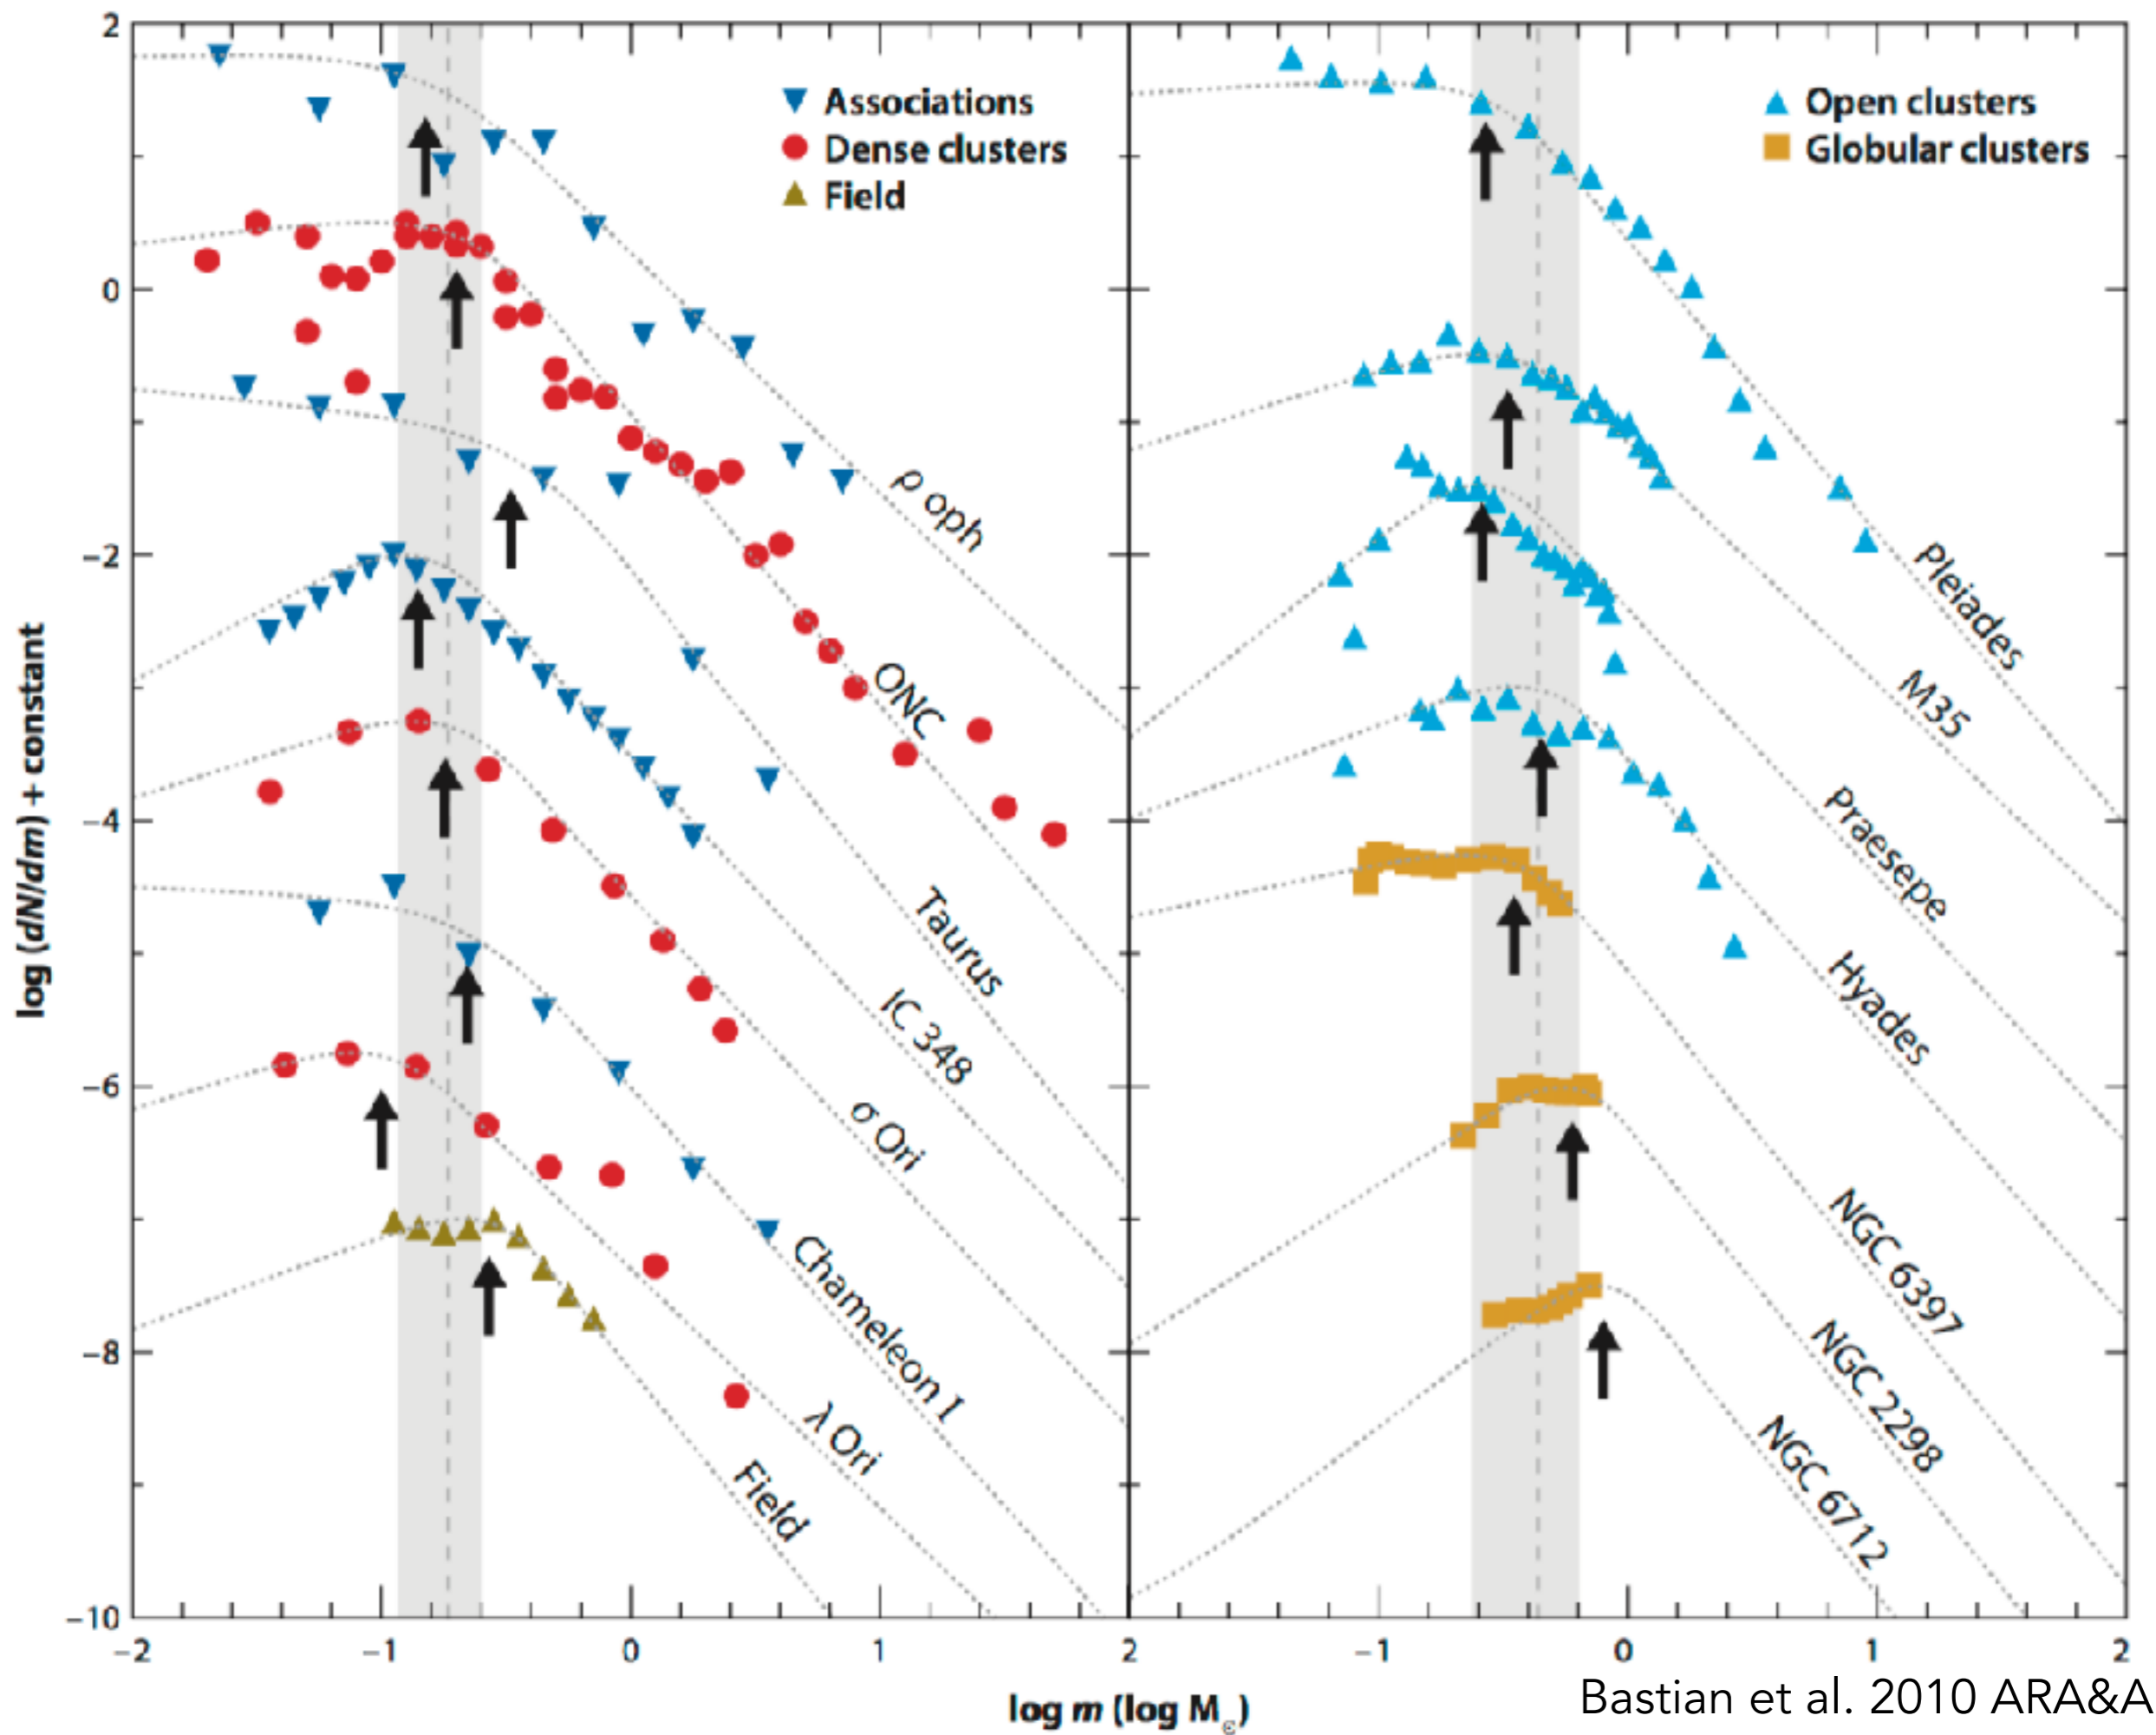 2
0
−2
−4
−6
−8
−10
log (dN/dm) + constant
Associations
Dense clusters
Field
ρ oph
ONC
Taurus
IC 348
σ Ori
Chameleon I
λ Ori
Field
−2
−1
0
1
2
Open clusters
Globular clusters
Pleiades
M35
Praesepe
Hyades
NGC 6397
NGC 2298
NGC 6712
−1
0
1
2
log m (log M⊙)
Bastian et al. 2010 ARA&A